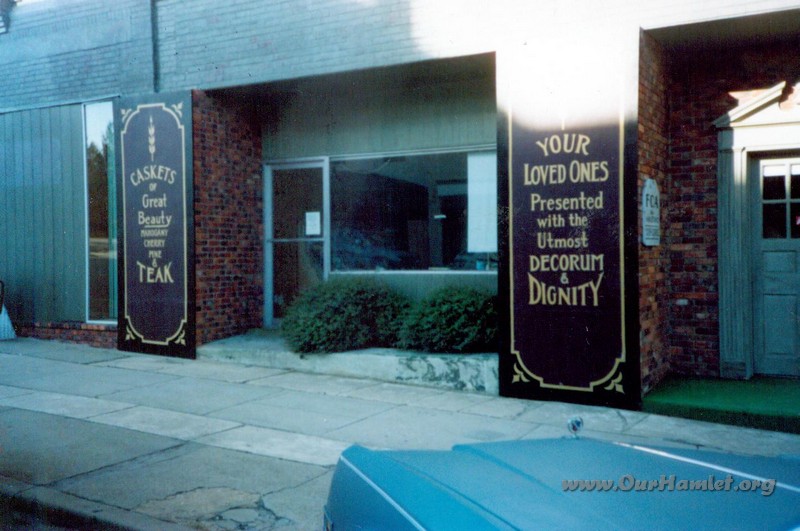 CASKETS
OF
Great
Beauty
MAHOGANY
CHERRY
PINE
&
TEAK
YOUR
LOVED ONES
Presented
with the
Utmost
DECORUM
&
DIGNITY
FCA
www.OurHamlet.org